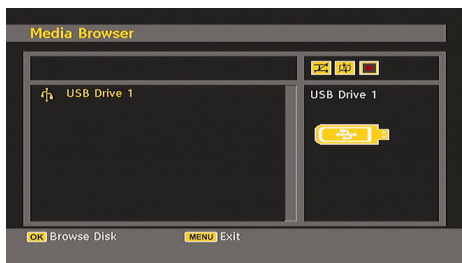 Media Browser
USB Drive 1
USB Drive 1
OK Browse Disk MENU Exit